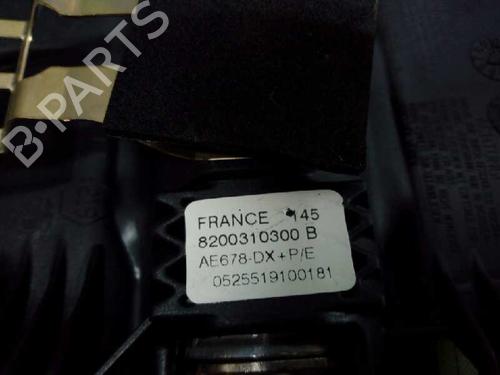 B-PARTS
FRANCE 145
8200310300 B
AE678-DX+P/E
0525519100181